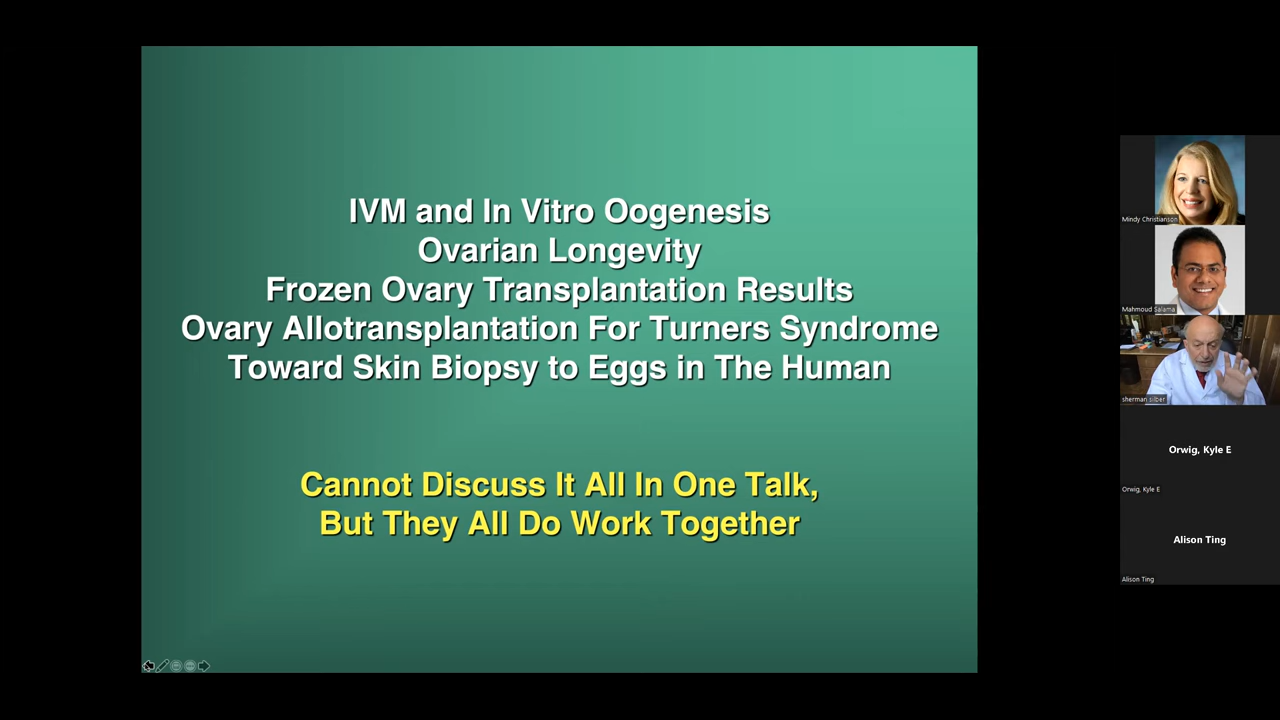 IVM and In Vitro Oogenesis
Ovarian Longevity
Frozen Ovary Transplantation Results
Ovary Allotransplantation For Turners Syndrome
Toward Skin Biopsy to Eggs in The Human
Cannot Discuss It All In One Talk,
But They All Do Work Together
Mindy Christianson
Mahmoud Salama
sherman silber
Orwig, Kyle E
Orwig, Kyle E
Alison Ting
Alison Ting